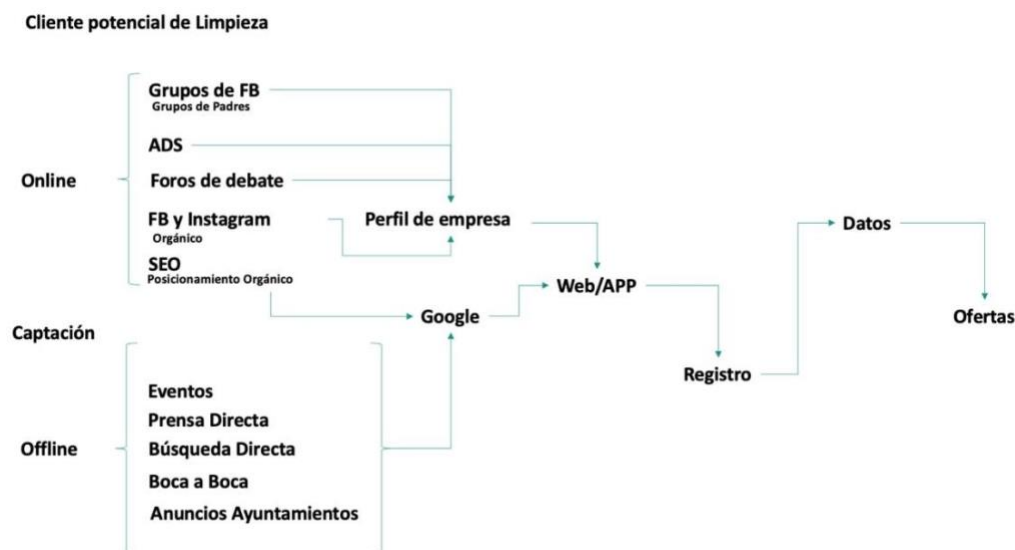 Cliente potencial de Limpieza
Grupos de FB
Grupos de Padres
ADS
Online
Foros de debate
FB y Instagram
Orgánico
SEO
Posicionamiento Orgánico
Perfil de empresa
Datos
Web/APP
Google
Ofertas
Captación
Registro
Eventos
Prensa Directa
Offline
Búsqueda Directa
Boca a Boca
Anuncios Ayuntamientos